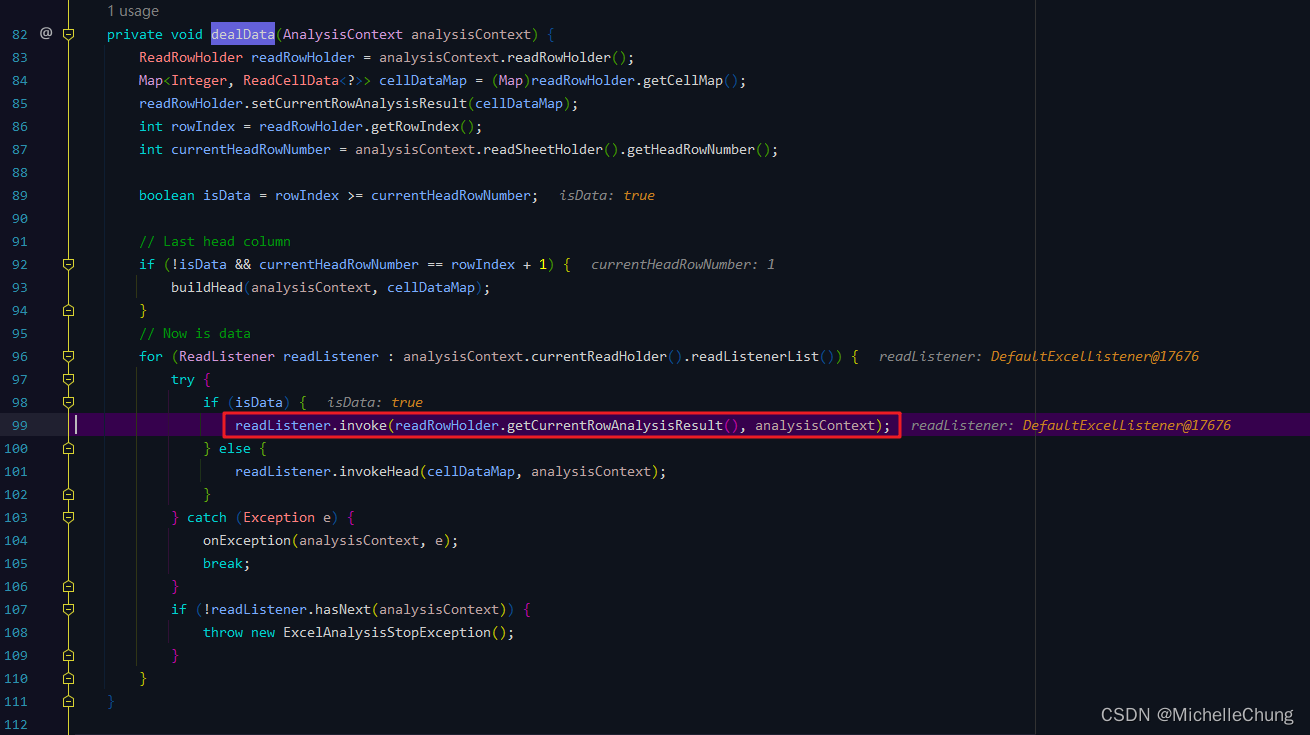 1 usage
82 @ private void dealData(AnalysisContext analysisContext) {
83 ReadRowHolder readRowHolder = analysisContext.readRowHolder();
84 Map<Integer, ReadCellData<?>> cellDataMap = (Map)readRowHolder.getCellMap();
85 readRowHolder.setCurrentRowAnalysisResult(cellDataMap);
86 int rowIndex = readRowHolder.getRowIndex();
87 int currentHeadRowNumber = analysisContext.readSheetHolder().getHeadRowNumber();
88
89 boolean isData = rowIndex >= currentHeadRowNumber; isData: true
90
91 // Last head column
92 if (!isData && currentHeadRowNumber == rowIndex + 1) { currentHeadRowNumber: 1
93 buildHead(analysisContext, cellDataMap);
94 }
95 // Now is data
96 for (ReadListener readListener : analysisContext.currentReadHolder().readListenerList()) { readListener: DefaultExcelListener@17676
97 try {
98 if (isData) { isData: true
99 readListener.invoke(readRowHolder.getCurrentRowAnalysisResult(), analysisContext); readListener: DefaultExcelListener@17676
100 } else {
101 readListener.invokeHead(cellDataMap, analysisContext);
102 }
103 } catch (Exception e) {
104 onException(analysisContext, e);
105 break;
106 }
107 if (!readListener.hasNext(analysisContext)) {
108 throw new ExcelAnalysisStopException();
109 }
110 }
111 }
112
CSDN @MichelleChung